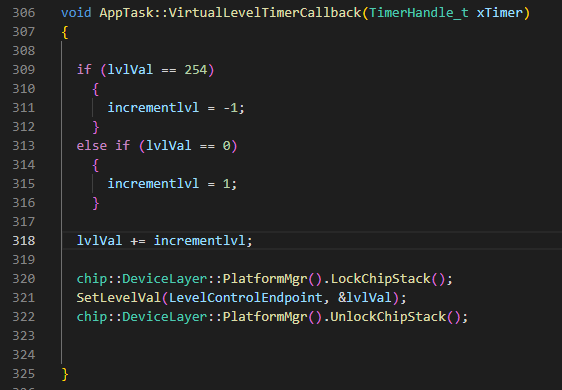 306 void AppTask::VirtualLevelTimerCallback(TimerHandle_t xTimer)
307 {
308
309 if (lvlVal == 254)
310 {
311 incrementlvl = -1;
312 }
313 else if (lvlVal == 0)
314 {
315 incrementlvl = 1;
316 }
317
318 lvlVal += incrementlvl;
319
320 chip::DeviceLayer::PlatformMgr().LockChipStack();
321 SetLevelVal(LevelControlEndpoint, &lvlVal);
322 chip::DeviceLayer::PlatformMgr().UnlockChipStack();
323
324
325 }